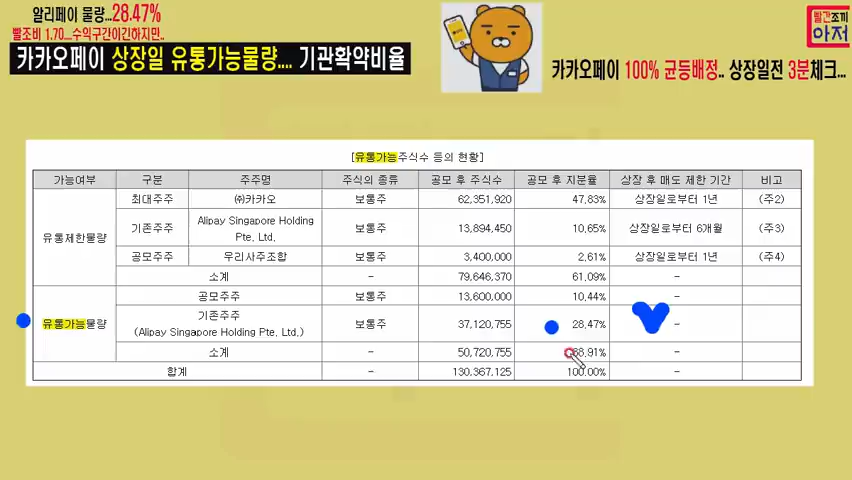 알리페이 물량...28.47%
빨조비 1.70...수익구간이긴하지만..
카카오페이 상장일 유통가능물량.... 기관확약비율
빨간조끼
아저
카카오페이 100% 균등배정.. 상장일전 3분체크...
[유통가능주식수 등의 현황]
가능여부 구분 주주명 주식의 종류 공모 후 주식수 공모 후 지분율 상장 후 매도 제한 기간 비고
유통제한물량
최대주주 ㈜카카오 보통주 62,351,920 47.83% 상장일로부터 1년 (주2)
기존주주 Alipay Singapore Holding Pte. Ltd. 보통주 13,894,450 10.65% 상장일로부터 6개월 (주3)
공모주주 우리사주조합 보통주 3,400,000 2.61% 상장일로부터 1년 (주4)
소계 - 79,646,370 61.09% -
유통가능물량
공모주주 보통주 13,600,000 10.44% -
기존주주
(Alipay Singapore Holding Pte. Ltd.) 보통주 37,120,755 28.47% -
소계 - 50,720,755 38.91% -
합계 - 130,367,125 100.00% -